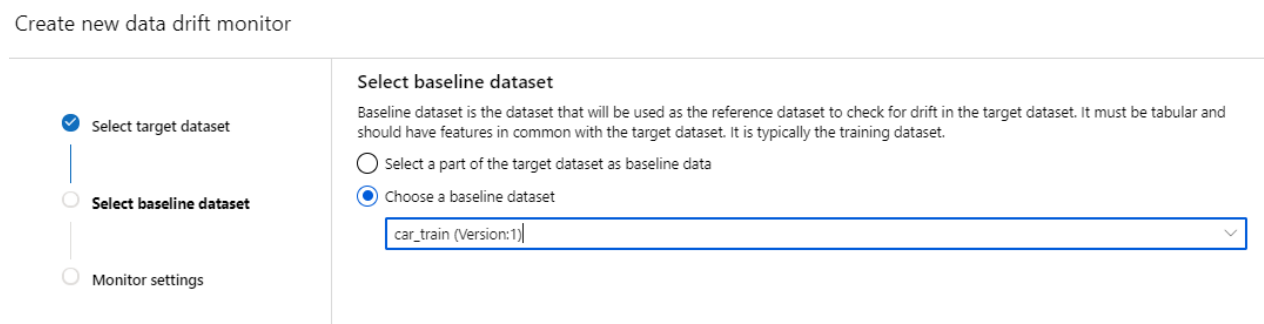 Create new data drift monitor
Select target dataset
Select baseline dataset
Monitor settings
Select baseline dataset
Baseline dataset is the dataset that will be used as the reference dataset to check for drift in the target dataset. It must be tabular and
should have features in common with the target dataset. It is typically the training dataset.
Select a part of the target dataset as baseline data
Choose a baseline dataset
car_train (Version:1)